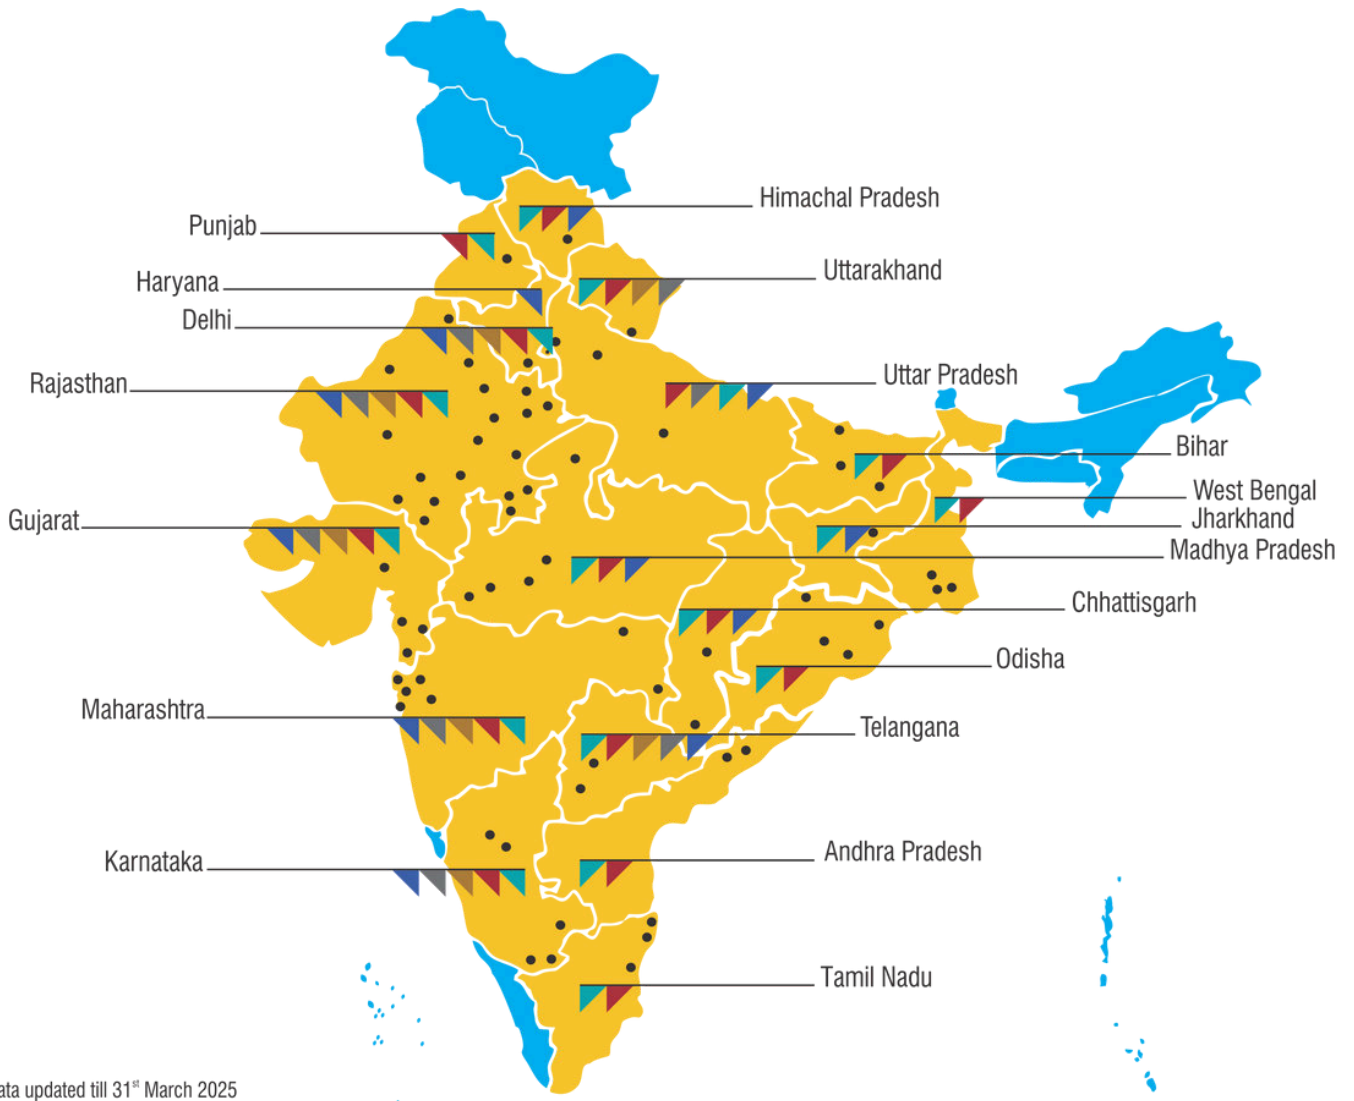 Himachal Pradesh
Punjab
Uttarakhand
Haryana
Delhi
Rajasthan
Uttar Pradesh
Bihar
West Bengal
Gujarat
Jharkhand
Madhya Pradesh
Chhattisgarh
Odisha
Maharashtra
Telangana
Andhra Pradesh
Karnataka
Tamil Nadu
ata updated till 31st March 2025